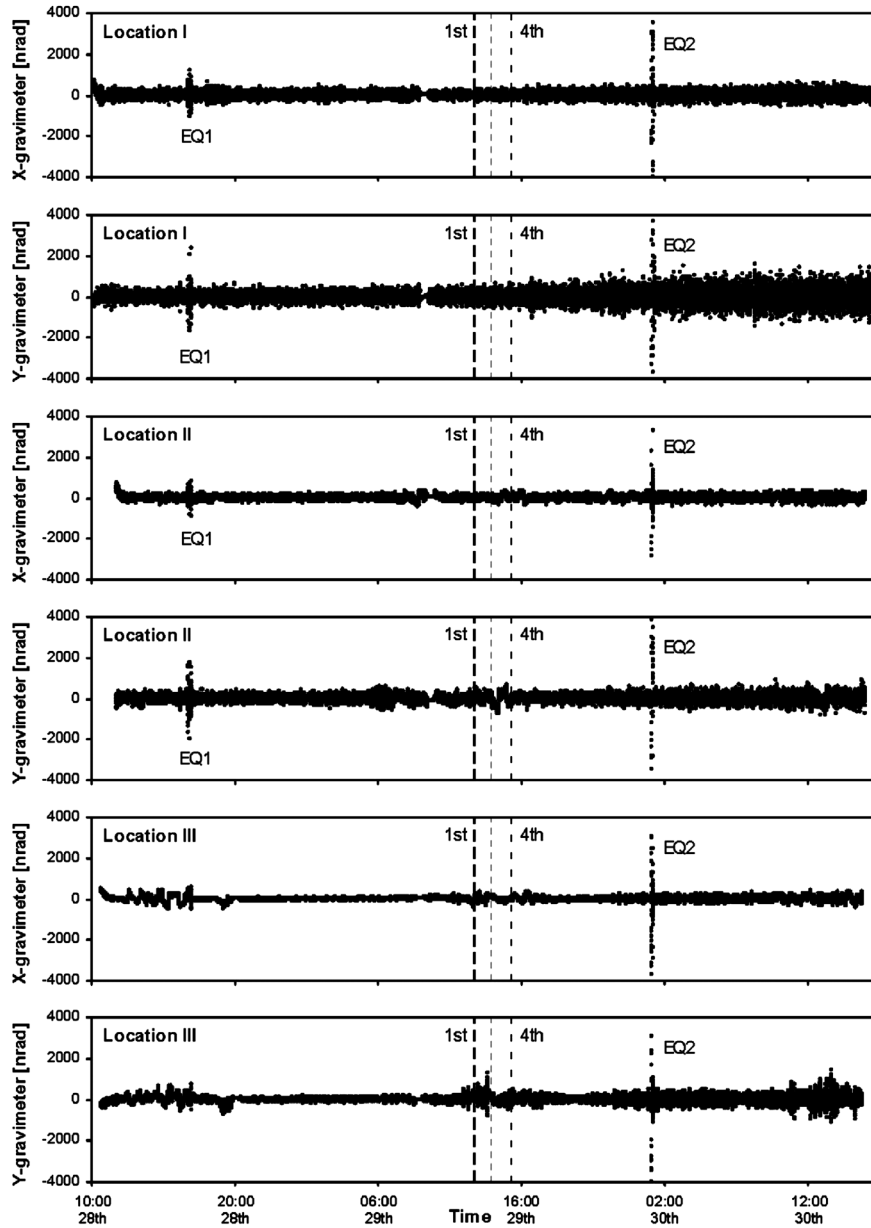 4000
2000
0
-2000
-4000
X-gravimeter [nrad]
Location I
1st
4th
EQ1
EQ2
4000
2000
0
-2000
-4000
Y-gravimeter [nrad]
Location I
1st
4th
EQ1
EQ2
4000
2000
0
-2000
-4000
X-gravimeter [nrad]
Location II
1st
4th
EQ1
EQ2
4000
2000
0
-2000
-4000
Y-gravimeter [nrad]
Location II
1st
4th
EQ1
EQ2
4000
2000
0
-2000
-4000
X-gravimeter [nrad]
Location III
1st
4th
EQ2
4000
2000
0
-2000
-4000
Y-gravimeter [nrad]
Location III
1st
4th
EQ2
10:00 20:00 06:00 16:00 02:00 12:00
28th 28th 29th Time 29th 30th 30th